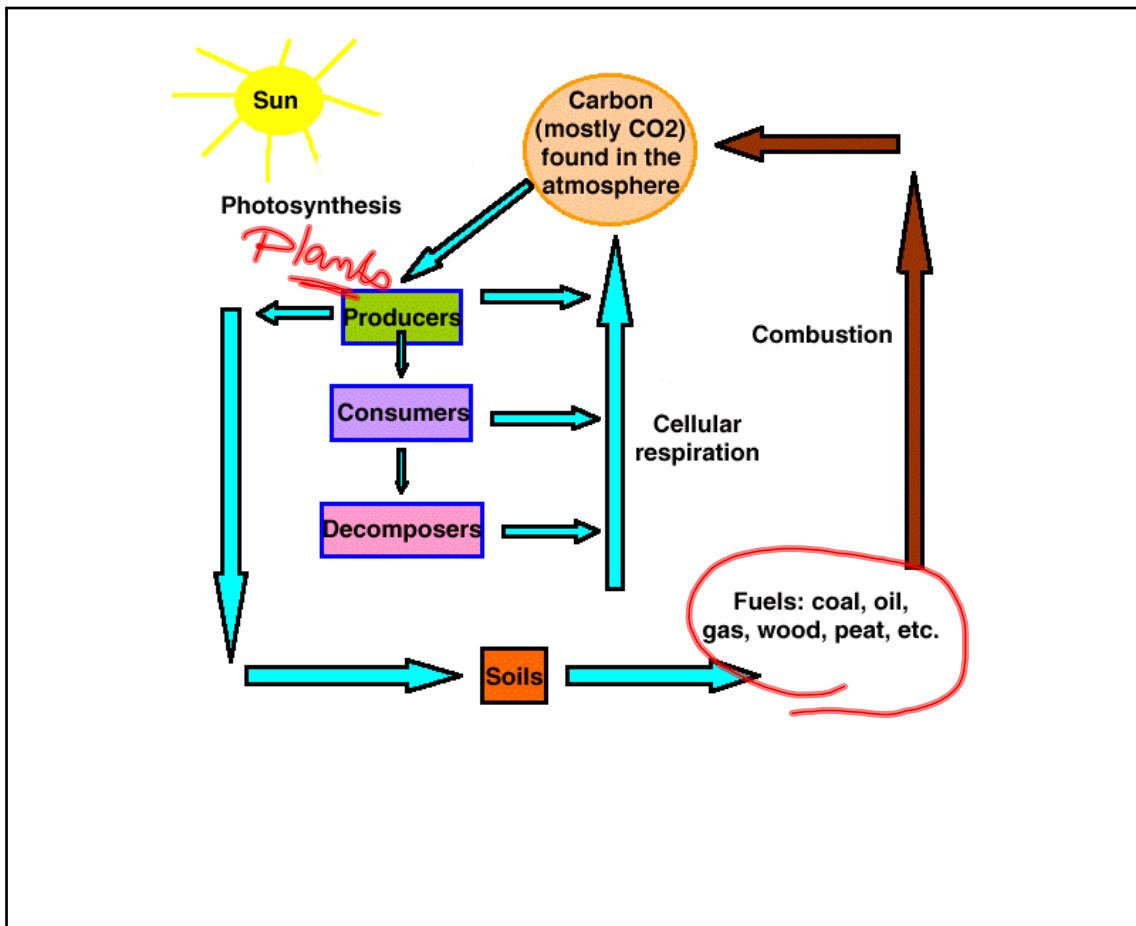 Sun
Carbon
(mostly CO2)
found in the
atmosphere
Photosynthesis
Plants
Producers
Combustion
Consumers
Cellular
respiration
Decomposers
Fuels: coal, oil,
gas, wood, peat, etc.
Soils